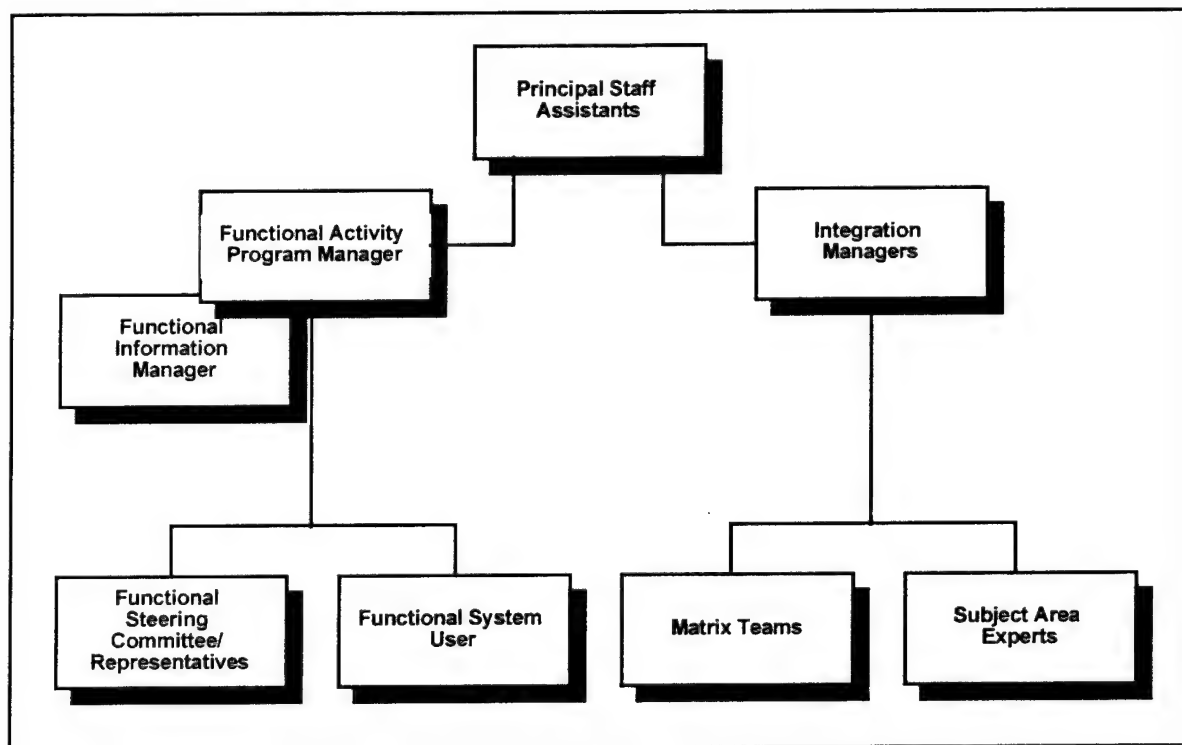 Principal Staff
Assistants
Functional Activity
Program Manager
Integration
Managers
Functional
Information
Manager
Functional
Steering
Committee/
Representatives
Functional System
User
Matrix Teams
Subject Area
Experts